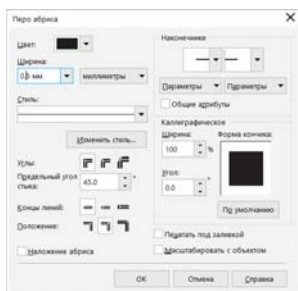 Перо абриса
Цвет:
Ширина:
миллиметры
Стиль:
Изменить стиль...
Углы:
Предельный угол стыка:
45.0
°
Концы линий:
Положение:
Наложение абриса
Наконечники
Параметры
Параметры
Общие атрибуты
Каллиграфическое
Ширина:
Форма кончика:
100
%
Угол:
0.0
°
По умолчанию
Печатать под заливкой
Масштабировать с объектом
ОК
Отмена
Справка